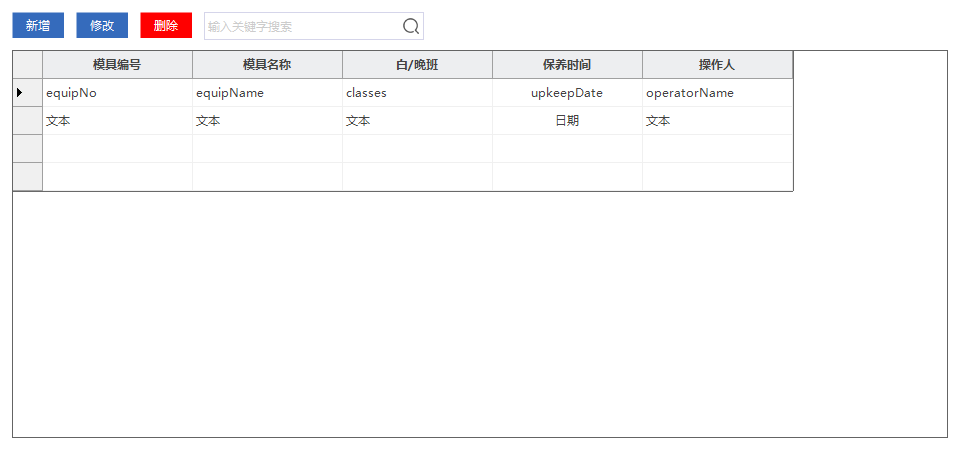 新增 修改 删除 输入关键字搜索
模具编号 模具名称 白/晚班 保养时间 操作人
equipNo equipName classes upkeepDate operatorName
文本 文本 文本 日期 文本